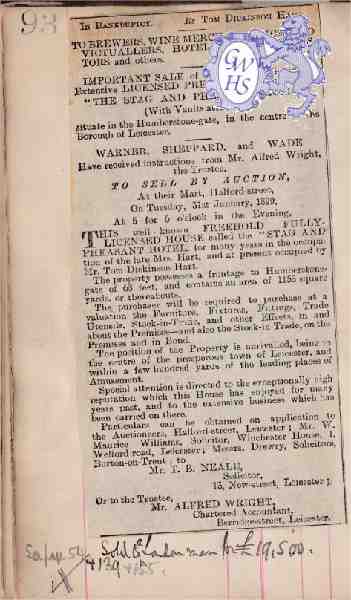 93
IN BANKRUPTCY. Re TOM DICKINSON HART
TO BREWERS, WINE MERC
VICTUALLERS, HOTEL
TORS and others.
IMPORTANT SALE of
Extensive LICENSED PRE
"THE STAG AND PH
(With Vaults
situate in the Humberstone-gate, in the centre the
Borough of Leicester.
WARNER, SHEPPARD, and WADE
Have received instructions from Mr. Alfred Wright,
the Trustee,
TO SELL BY AUCTION,
At their Mart, Halford-street,
On Tuesday, 31st January, 1899,
At 5 for 6 o'clock in the Evening,
THIS well known FREEHOLD FULLY-
LICENSED HOUSE called the "STAG AND
PHEASANT HOTEL, for many years in the occupa-
tion of the late Mrs. Hart, and at present occupied by
Mr. Tom Dickinson Hart.
The property possesses a frontage to Humberstone-
gate of 63 feet, and contains an area of 1155 square
yards, or thereabouts.
The purchaser will be required to purchase at a
valuation the Furniture, Fixtures, Fittings, Trade
Utensils, Stock-in-Trade, and other Effects, in and
about the Premises—and also the Stock-in Trade, on the
Premises and in Bond.
The position of the Property is unrivalled, being in
the centre of the prosperous town of Leicester, and
within a few hundred yards of the leading places of
Amusement.
Special attention is directed to the exceptionally high
reputation which this House has enjoyed for many
years past, and to the extensive business which has
been carried on there.
Particulars can be obtained on application to
the Auctioneers, Halford-street, Leicester; Mr. W.
Maurice Williams, Solicitor, Winchester House, 1,
Welford road, Leicester; Messrs. Drewry, Solicitors,
Burton-on-Trent; to
Mr. T. B. NEALE,
Solicitor,
15, New-street, Leicester;
Or to the Trustee,
Mr. ALFRED WRIGHT,
Chartered Accountant,
Berridge-street, Leicester.
Sold for £19,500.
GWHS